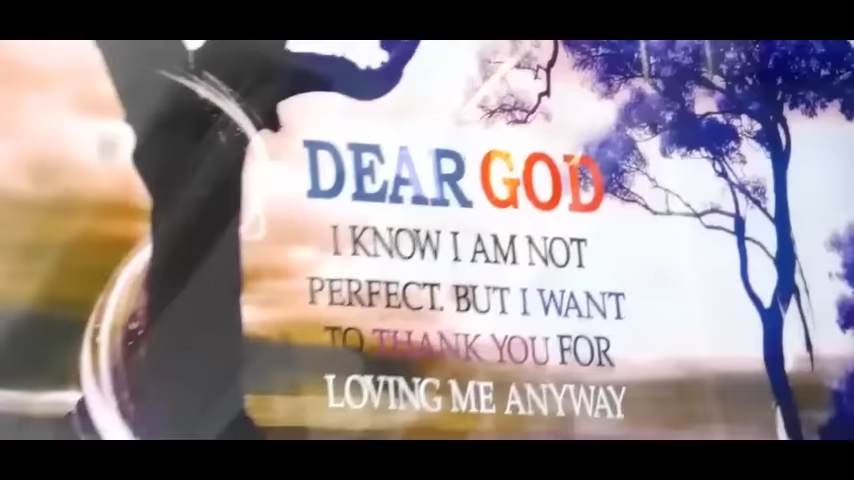 DEAR GOD
I KNOW I AM NOT
PERFECT. BUT I WANT
TO THANK YOU FOR
LOVING ME ANYWAY